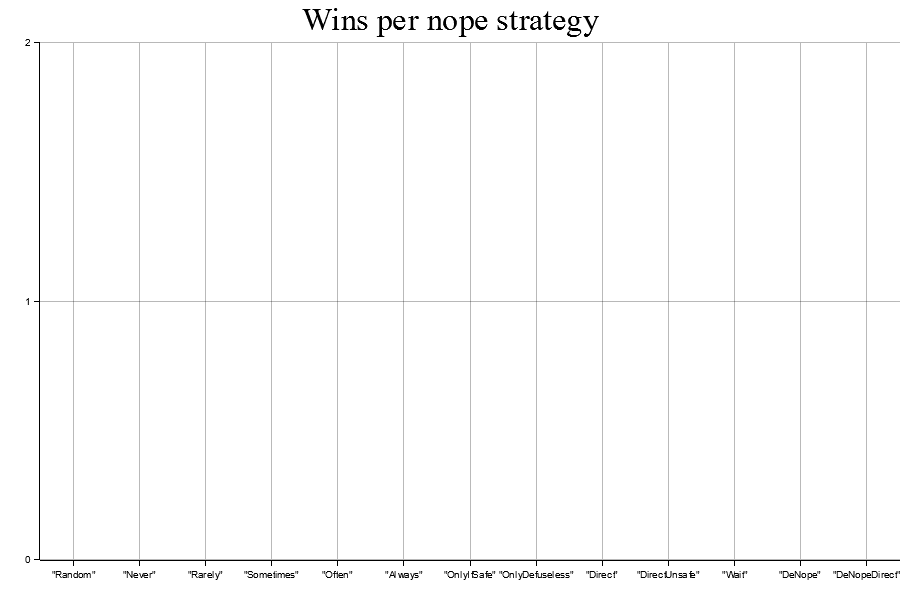 Wins per nope strategy
2
1
0
"Random" "Never" "Rarely" "Sometimes" "Often" "Always" "OnlyIfSafe" "OnlyDefuseless" "Direct" "DirectUnsafe" "Wait" "DeNope" "DeNopeDirect"